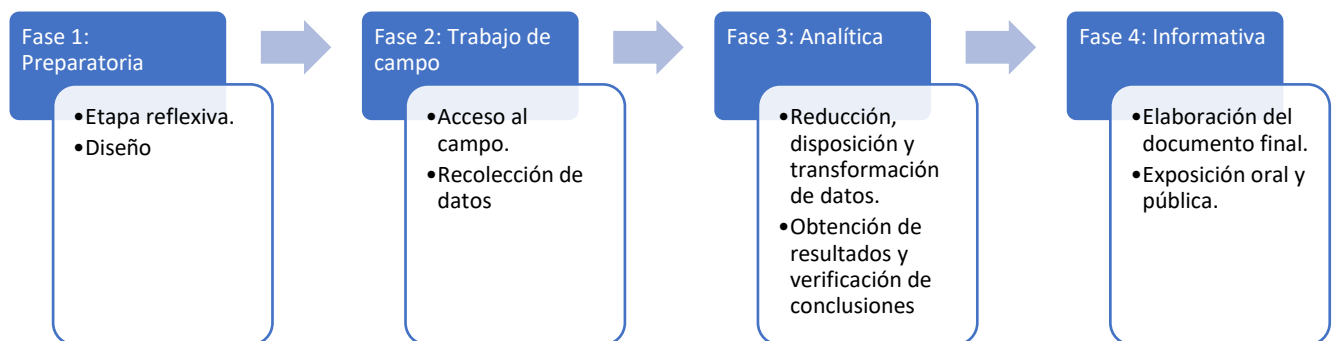 Fase 1:
Preparatoria
•Etapa reflexiva.
•Diseño
Fase 2: Trabajo de
campo
•Acceso al
campo.
•Recolección de
datos
Fase 3: Analítica
•Reducción,
disposición y
transformación
de datos.
•Obtención de
resultados y
verificación de
conclusiones
Fase 4: Informativa
•Elaboración del
documento final.
•Exposición oral y
pública.